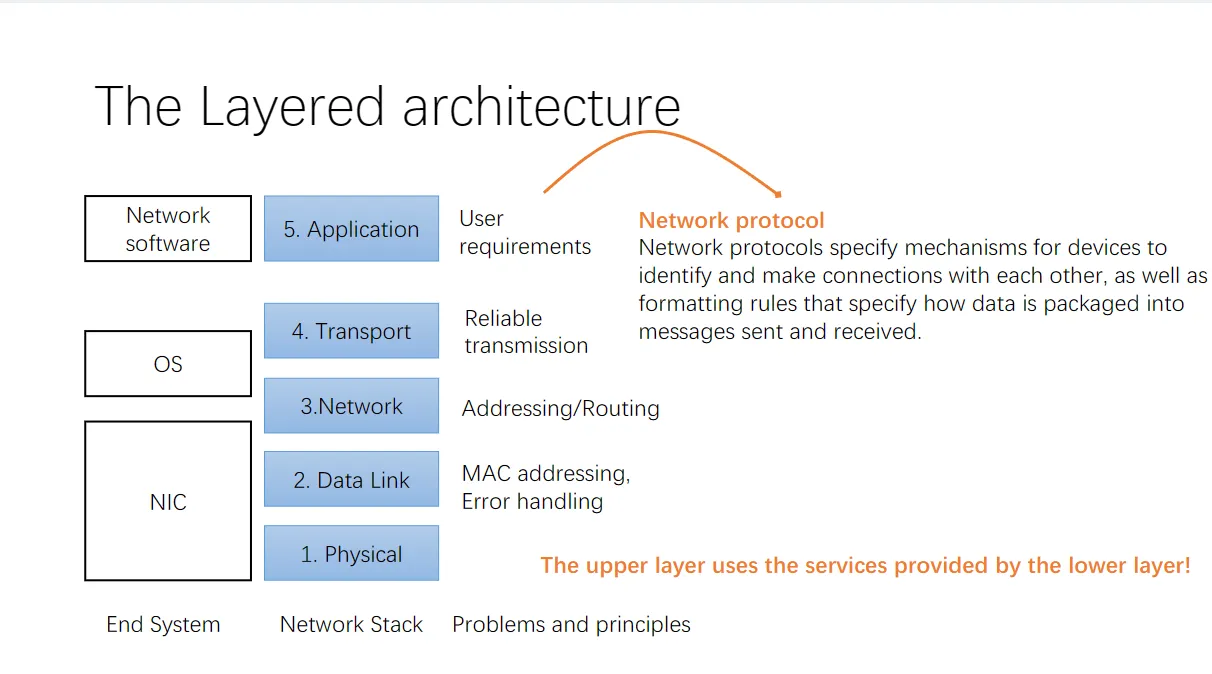 The Layered architecture
Network
software
5. Application
User
requirements
Network protocol
Network protocols specify mechanisms for devices to
identify and make connections with each other, as well as
formatting rules that specify how data is packaged into
messages sent and received.
4. Transport
Reliable
transmission
OS
3.Network
Addressing/Routing
NIC
2. Data Link
MAC addressing,
Error handling
1. Physical
The upper layer uses the services provided by the lower layer!
End System
Network Stack
Problems and principles